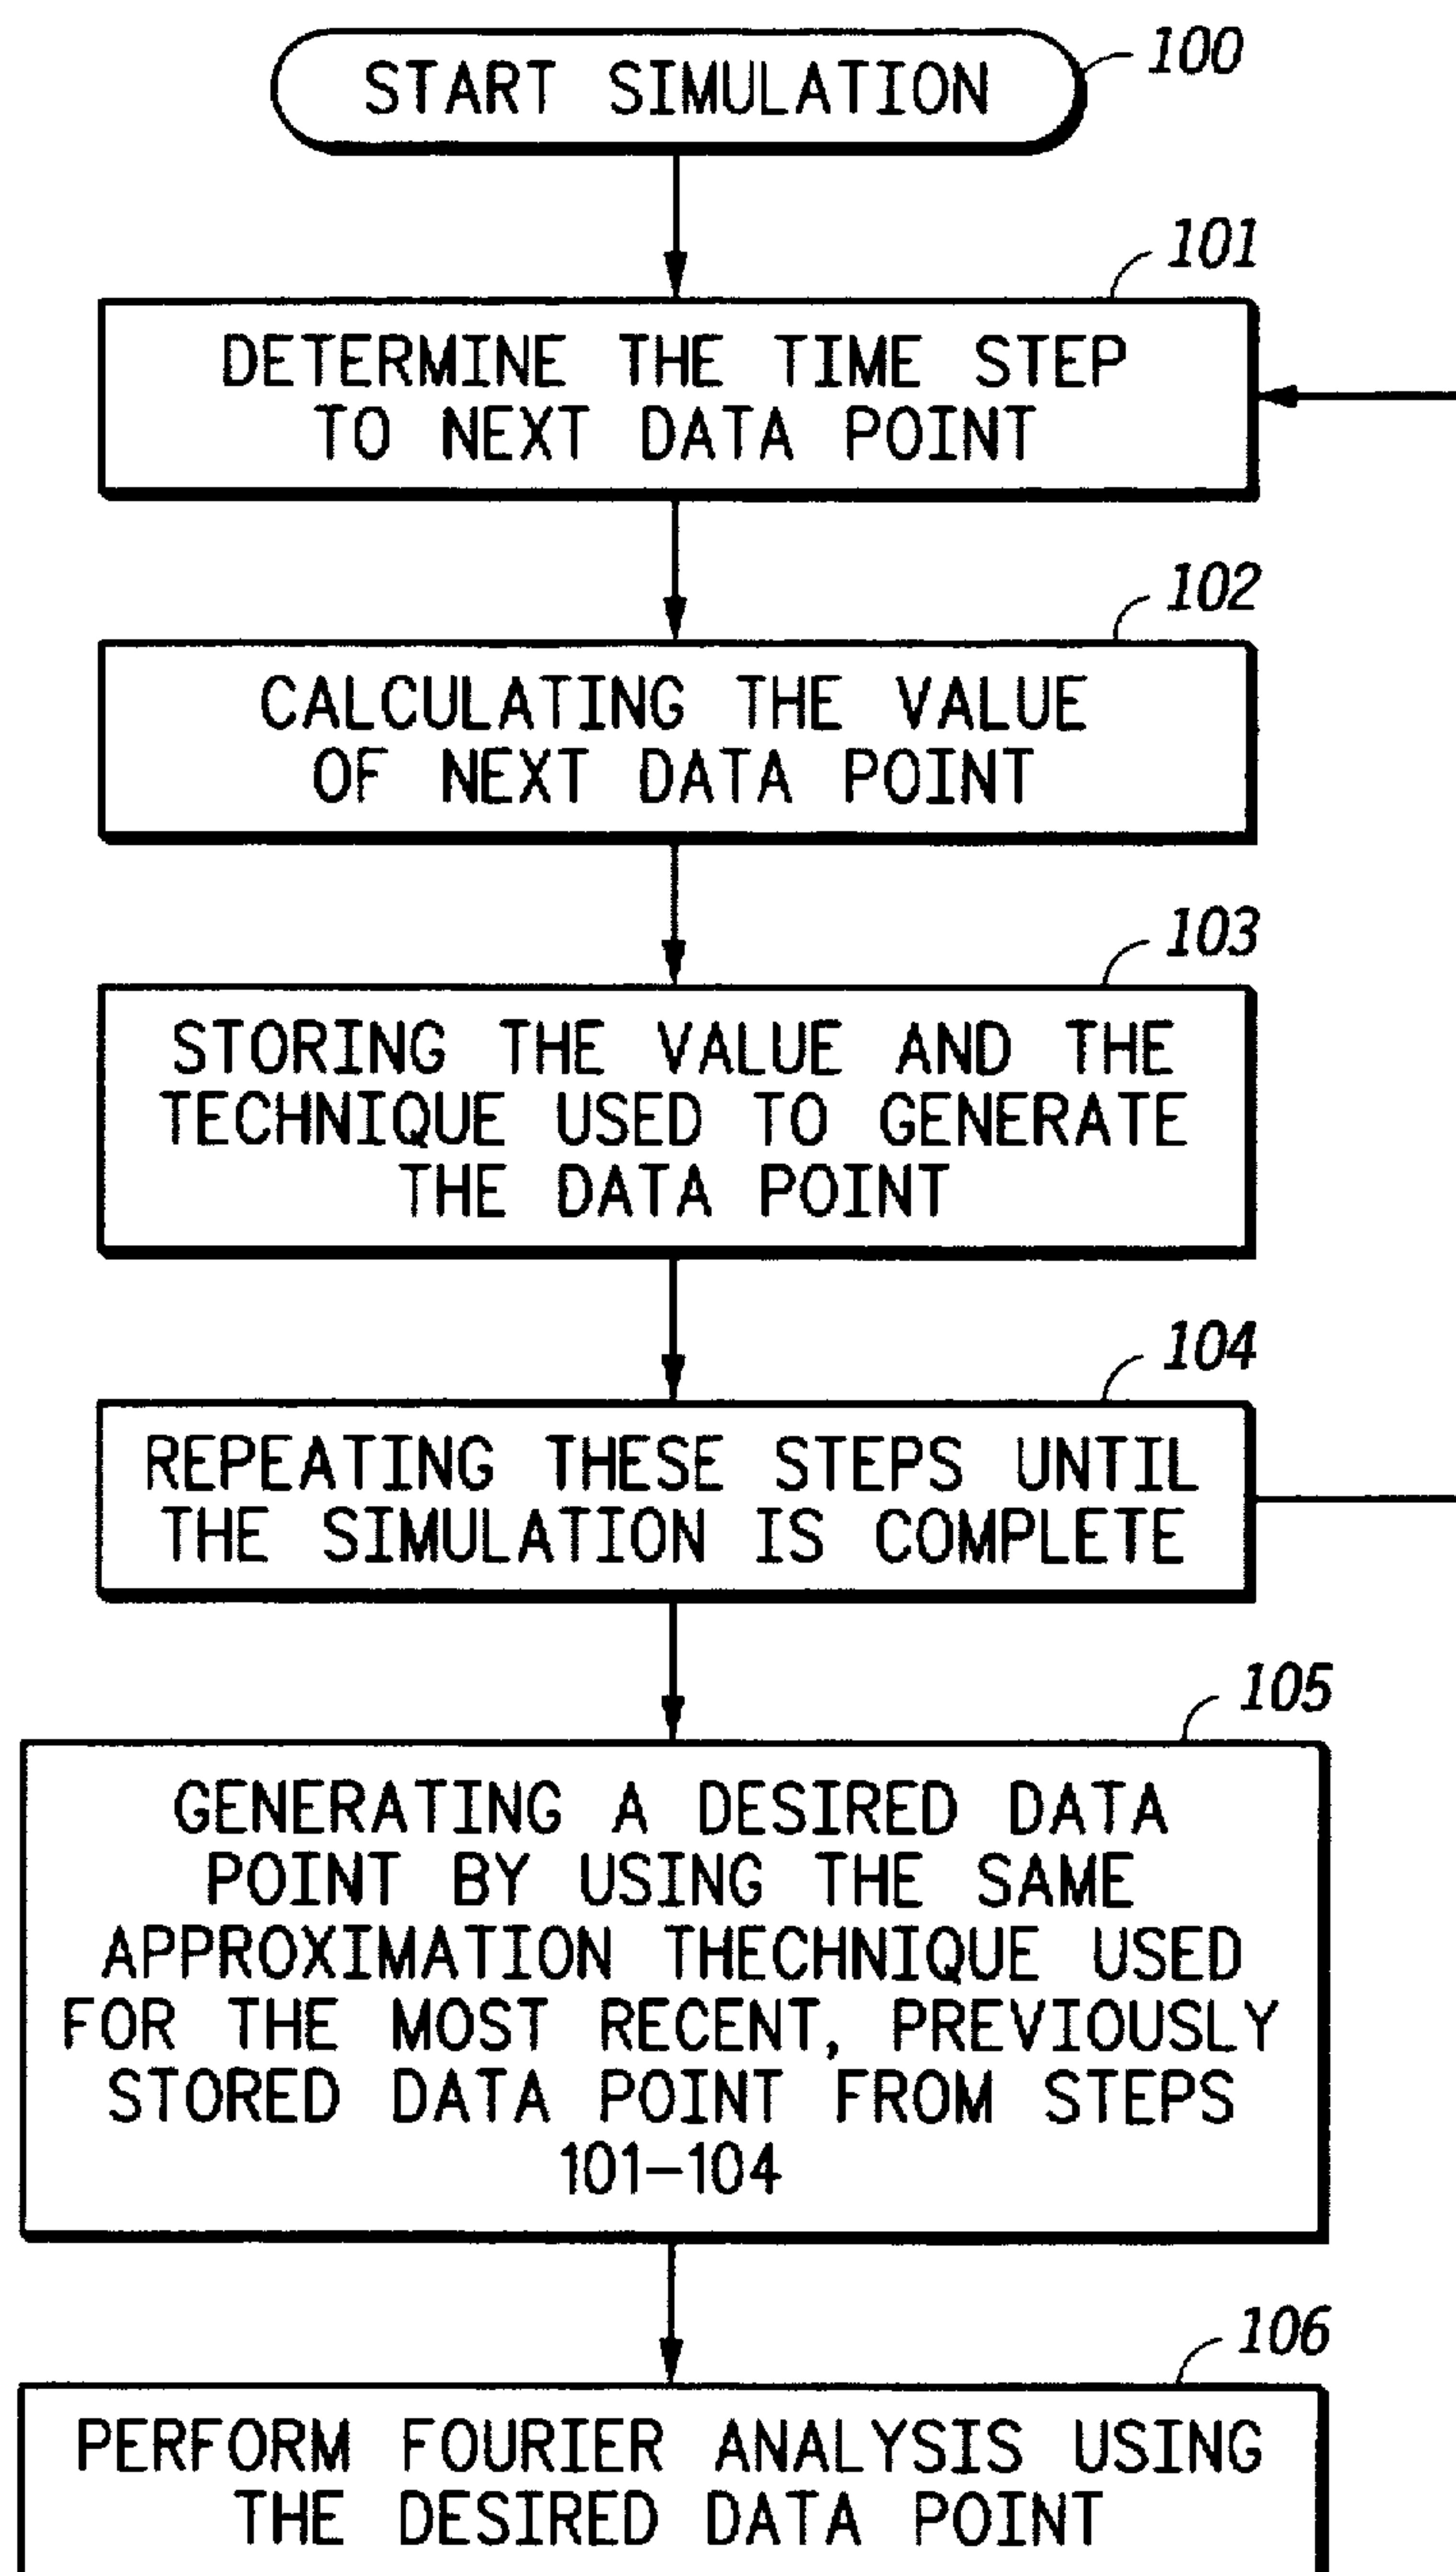 START SIMULATION
100
101
DETERMINE THE TIME STEP
TO NEXT DATA POINT
102
CALCULATING THE VALUE
OF NEXT DATA POINT
103
STORING THE VALUE AND THE
TECHNIQUE USED TO GENERATE
THE DATA POINT
104
REPEATING THESE STEPS UNTIL
THE SIMULATION IS COMPLETE
105
GENERATING A DESIRED DATA
POINT BY USING THE SAME
APPROXIMATION THECHNIQUE USED
FOR THE MOST RECENT, PREVIOUSLY
STORED DATA POINT FROM STEPS
101-104
106
PERFORM FOURIER ANALYSIS USING
THE DESIRED DATA POINT